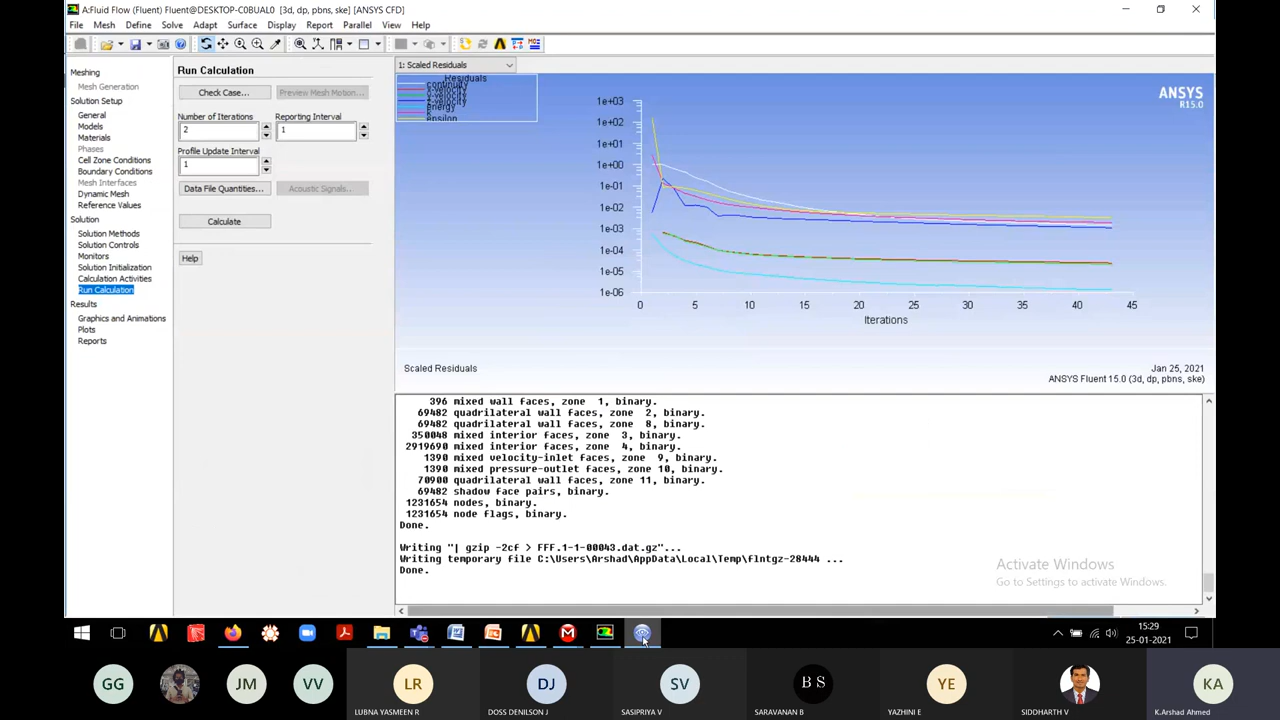 A:Fluid Flow (Fluent) Fluent@DESKTOP-C0BUAL0 [3d, dp, pbns, ske] [ANSYS CFD]
File Mesh Define Solve Adapt Surface Display Report Parallel View Help
Meshing
Mesh Generation
Solution Setup
General
Models
Materials
Phases
Cell Zone Conditions
Boundary Conditions
Mesh Interfaces
Dynamic Mesh
Reference Values
Solution
Solution Methods
Solution Controls
Monitors
Solution Initialization
Calculation Activities
Run Calculation
Results
Graphics and Animations
Plots
Reports
Run Calculation
Check Case... Preview Mesh Motion...
Number of Iterations Reporting Interval
2 1
Profile Update Interval
1
Data File Quantities... Acoustic Signals..
Calculate
Help
1: Scaled Residuals
Residuals
continuity
z-velocity
energy
k
epsilon
ANSYS
R15.0
1e+03
1e+02
1e+01
1e+00
1e-01
1e-02
1e-03
1e-04
1e-05
1e-06
0 5 10 15 20 25 30 35 40 45
Iterations
Scaled Residuals Jan 25, 2021
ANSYS Fluent 15.0 (3d, dp, pbns, ske)
396 mixed wall faces, zone 1, binary.
69482 quadrilateral wall faces, zone 2, binary.
69482 quadrilateral wall faces, zone 8, binary.
350048 mixed interior faces, zone 3, binary.
2919690 mixed interior faces, zone 4, binary.
1390 mixed velocity-inlet faces, zone 9, binary.
1390 mixed pressure-outlet faces, zone 10, binary.
70900 quadrilateral wall faces, zone 11, binary.
69482 shadow face pairs, binary.
1231654 nodes, binary.
1231654 node flags, binary.
Done.
Writing "| gzip -2cf > FFF.1-1-00043.dat.gz"...
Writing temporary file C:\Users\Arshad\AppData\Local\Temp\flntgz-28444 ...
Done.
Activate Windows
Go to Settings to activate Windows.
15:29
25-01-2021
GG JM VV LR DJ SV B S YE KA
LUBNA YASMEEN R DOSS DENILSON J SASIPRIYA V SARAVANAN B YAZHINI E SIDDHARTH V K.Arshad Ahmed